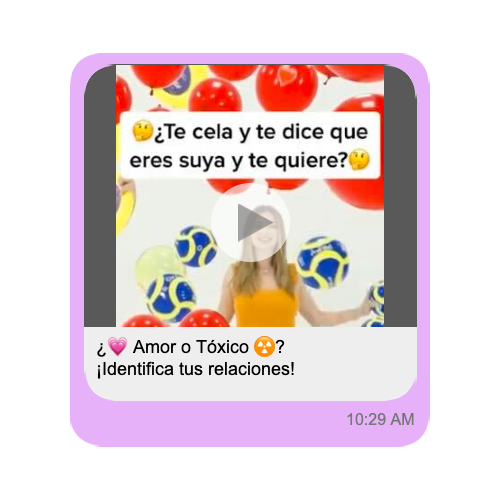 🤔¿Te cela y te dice que
eres suya y te quiere?🤔
¿💗 Amor o Tóxico ☢️?
¡Identifica tus relaciones!
10:29 AM